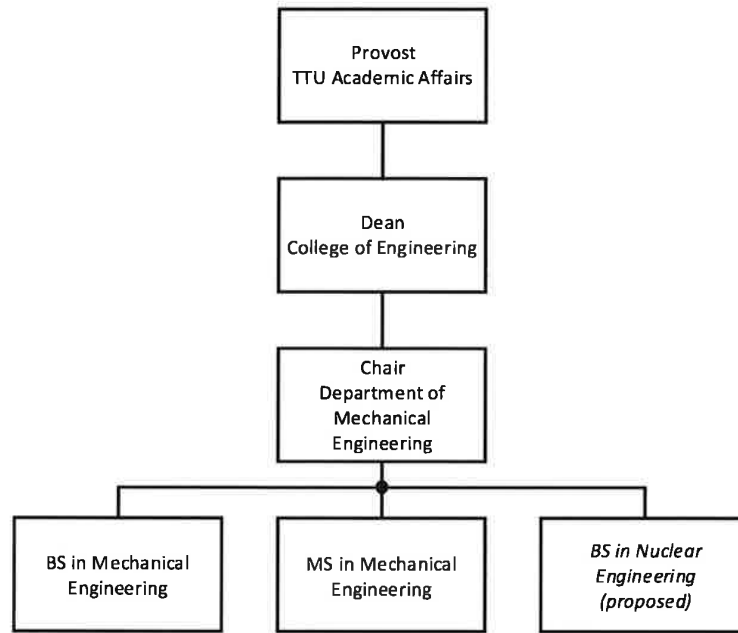 Provost
TTU Academic Affairs
Dean
College of Engineering
Chair
Department of
Mechanical
Engineering
BS in Mechanical
Engineering
MS in Mechanical
Engineering
BS in Nuclear
Engineering
(proposed)